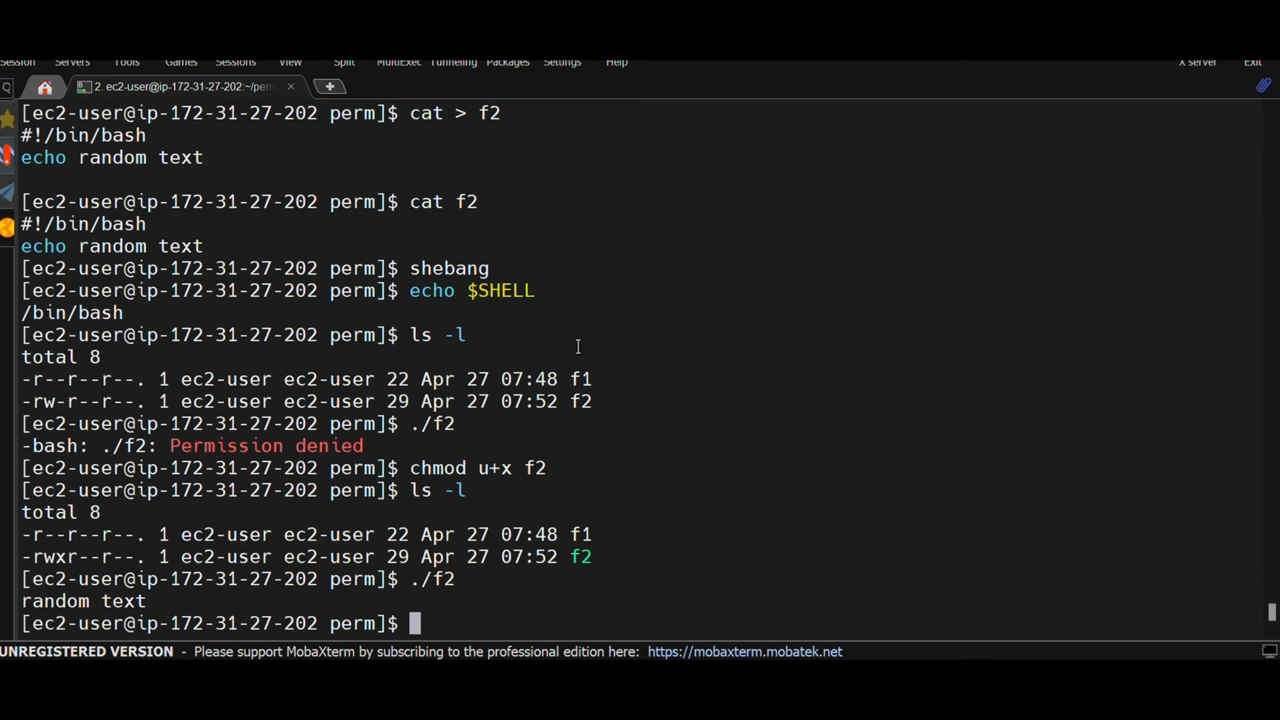 Session Servers Tools Games Sessions View Split MultiExec Tunneling Packages Settings Help X server Exit
2. ec2-user@ip-172-31-27-202:~/perm
[ec2-user@ip-172-31-27-202 perm]$ cat > f2
#!/bin/bash
echo random text
[ec2-user@ip-172-31-27-202 perm]$ cat f2
#!/bin/bash
echo random text
[ec2-user@ip-172-31-27-202 perm]$ shebang
[ec2-user@ip-172-31-27-202 perm]$ echo $SHELL
/bin/bash
[ec2-user@ip-172-31-27-202 perm]$ ls -l
total 8
-r--r--r--. 1 ec2-user ec2-user 22 Apr 27 07:48 f1
-rw-r--r--. 1 ec2-user ec2-user 29 Apr 27 07:52 f2
[ec2-user@ip-172-31-27-202 perm]$ ./f2
-bash: ./f2: Permission denied
[ec2-user@ip-172-31-27-202 perm]$ chmod u+x f2
[ec2-user@ip-172-31-27-202 perm]$ ls -l
total 8
-r--r--r--. 1 ec2-user ec2-user 22 Apr 27 07:48 f1
-rwxr--r--. 1 ec2-user ec2-user 29 Apr 27 07:52 f2
[ec2-user@ip-172-31-27-202 perm]$ ./f2
random text
[ec2-user@ip-172-31-27-202 perm]$
UNREGISTERED VERSION - Please support MobaXterm by subscribing to the professional edition here: https://mobaxterm.mobatek.net